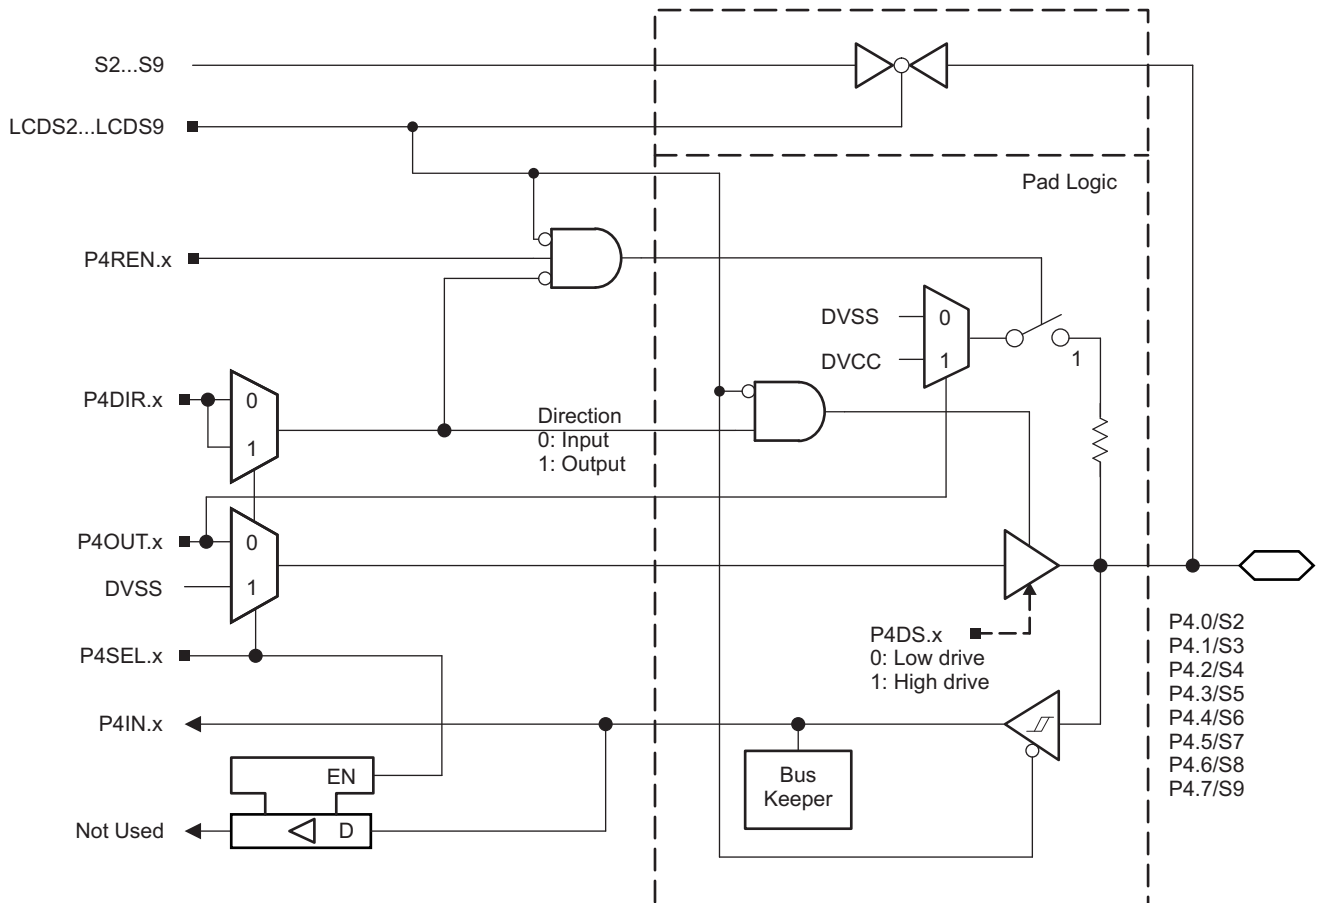 S2...S9
LCDS2...LCDS9
Pad Logic
P4REN.x
DVSS
0
DVCC
1
1
P4DIR.x
0
1
Direction
0: Input
1: Output
P4OUT.x
0
DVSS
1
P4SEL.x
P4DS.x
0: Low drive
1: High drive
P4.0/S2
P4.1/S3
P4.2/S4
P4.3/S5
P4.4/S6
P4.5/S7
P4.6/S8
P4.7/S9
P4IN.x
EN
Bus
Keeper
Not Used
D